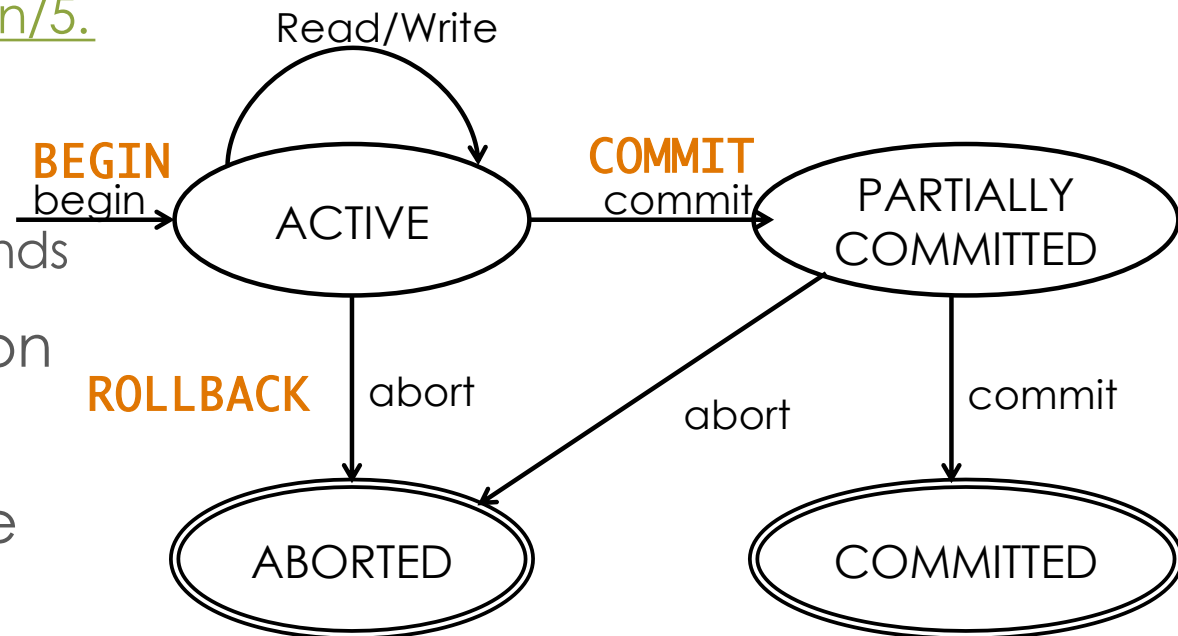 n/5.
Read/Write
BEGIN
begin
COMMIT
commit
ACTIVE
PARTIALLY
COMMITTED
nds
on
ROLLBACK
abort
abort
commit
e
ABORTED
COMMITTED